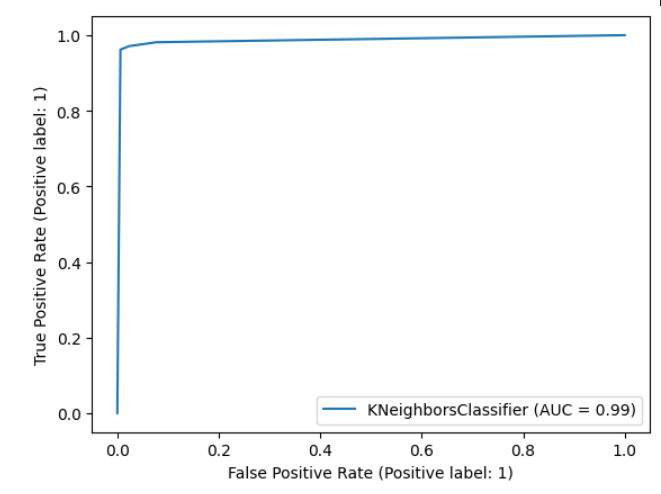 1.0
0.8
0.6
0.4
0.2
0.0
True Positive Rate (Positive label: 1)
KNeighborsClassifier (AUC = 0.99)
0.0 0.2 0.4 0.6 0.8 1.0
False Positive Rate (Positive label: 1)